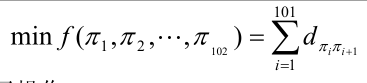 min f(π₁, π₂, ⋯, π₁₀₂) = ∑_{i=1}^{101} d_{π_i π_{i+1}}